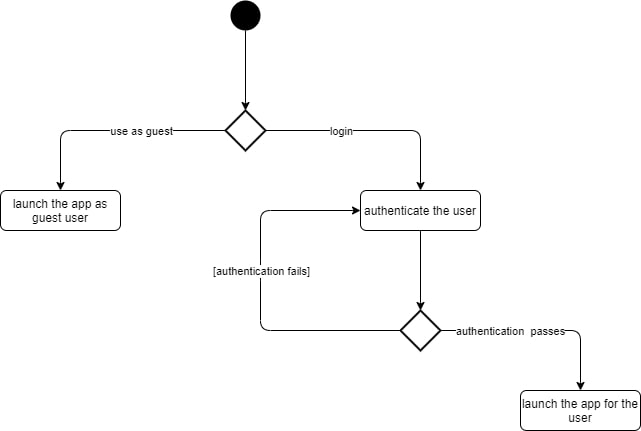 use as guest
login
launch the app as
guest user
authenticate the user
[authentication fails]
authentication  passes
launch the app for the
user